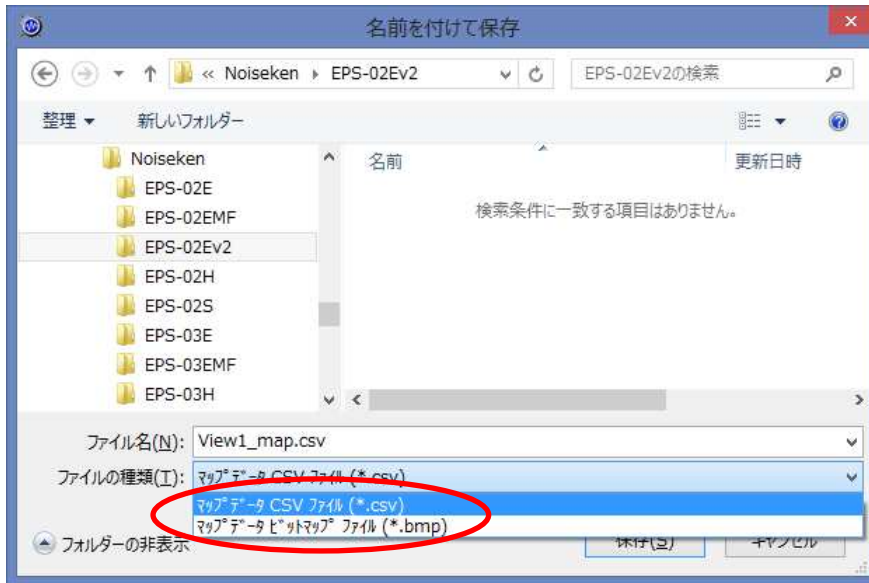 名前を付けて保存
« Noiseken ▸ EPS-02Ev2
EPS-02Ev2の検索
整理 ▼ 新しいフォルダー
Noiseken
EPS-02E
EPS-02EMF
EPS-02Ev2
EPS-02H
EPS-02S
EPS-03E
EPS-03EMF
EPS-03H
名前 更新日時
検索条件に一致する項目はありません。
ファイル名(N): View1_map.csv
ファイルの種類(T): ﾏｯﾌﾟﾃﾞｰﾀ CSV ﾌｧｲﾙ (*.csv)
ﾏｯﾌﾟﾃﾞｰﾀ CSV ﾌｧｲﾙ (*.csv)
ﾏｯﾌﾟﾃﾞｰﾀ ﾋﾞｯﾄﾏｯﾌﾟ ﾌｧｲﾙ (*.bmp)
フォルダーの非表示 保存(S) キャンセル